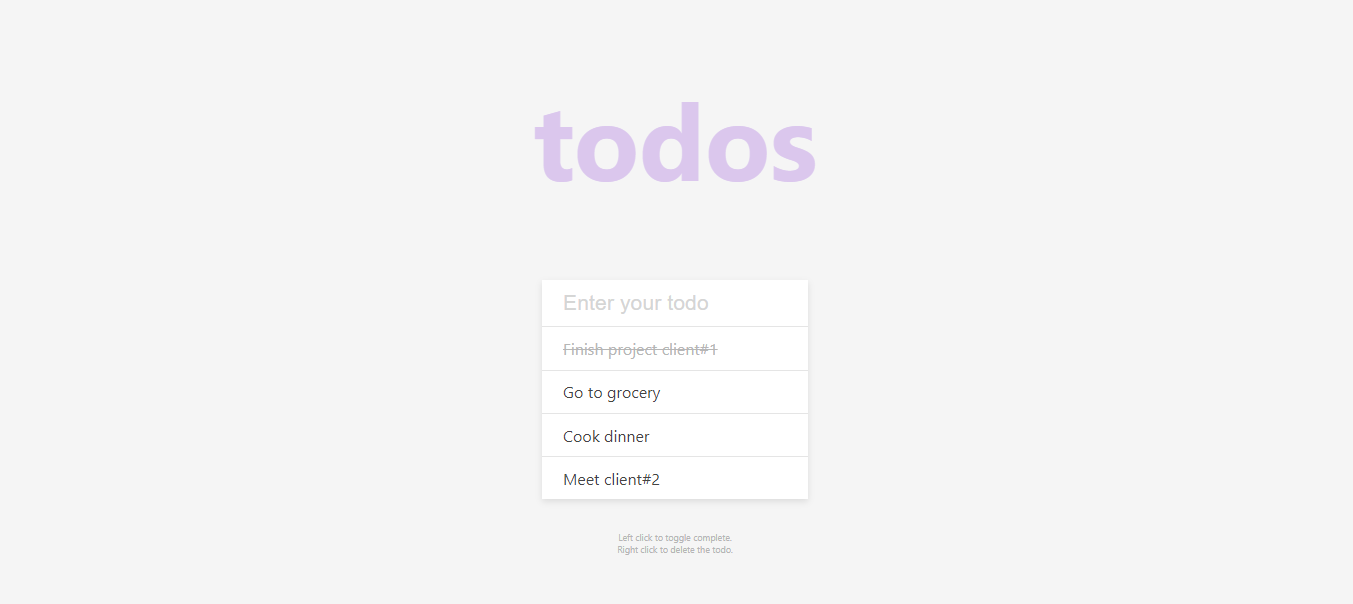 todos
Enter your todo
Finish project client#1
Go to grocery
Cook dinner
Meet client#2
Left click to toggle complete.
Right click to delete the todo.